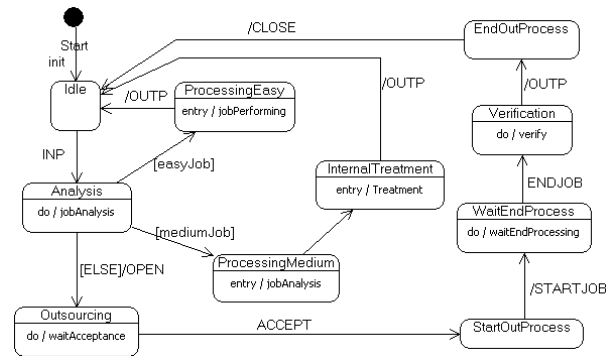 /CLOSE
EndOutProcess
Start
init
Idle
/OUTP
ProcessingEasy
entry / jobPerforming
/OUTP
/OUTP
Verification
do / verify
INP
[easyJob]
InternalTreatment
entry / Treatment
ENDJOB
Analysis
do / jobAnalysis
WaitEndProcess
do / waitEndProcessing
[mediumJob]
ProcessingMedium
entry / jobAnalysis
[ELSE]/OPEN
/STARTJOB
Outsourcing
do / waitAcceptance
ACCEPT
StartOutProcess